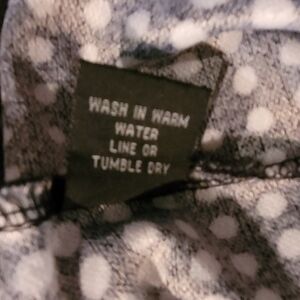 WASH IN WARM
WATER
LINE OR
TUMBLE DRY